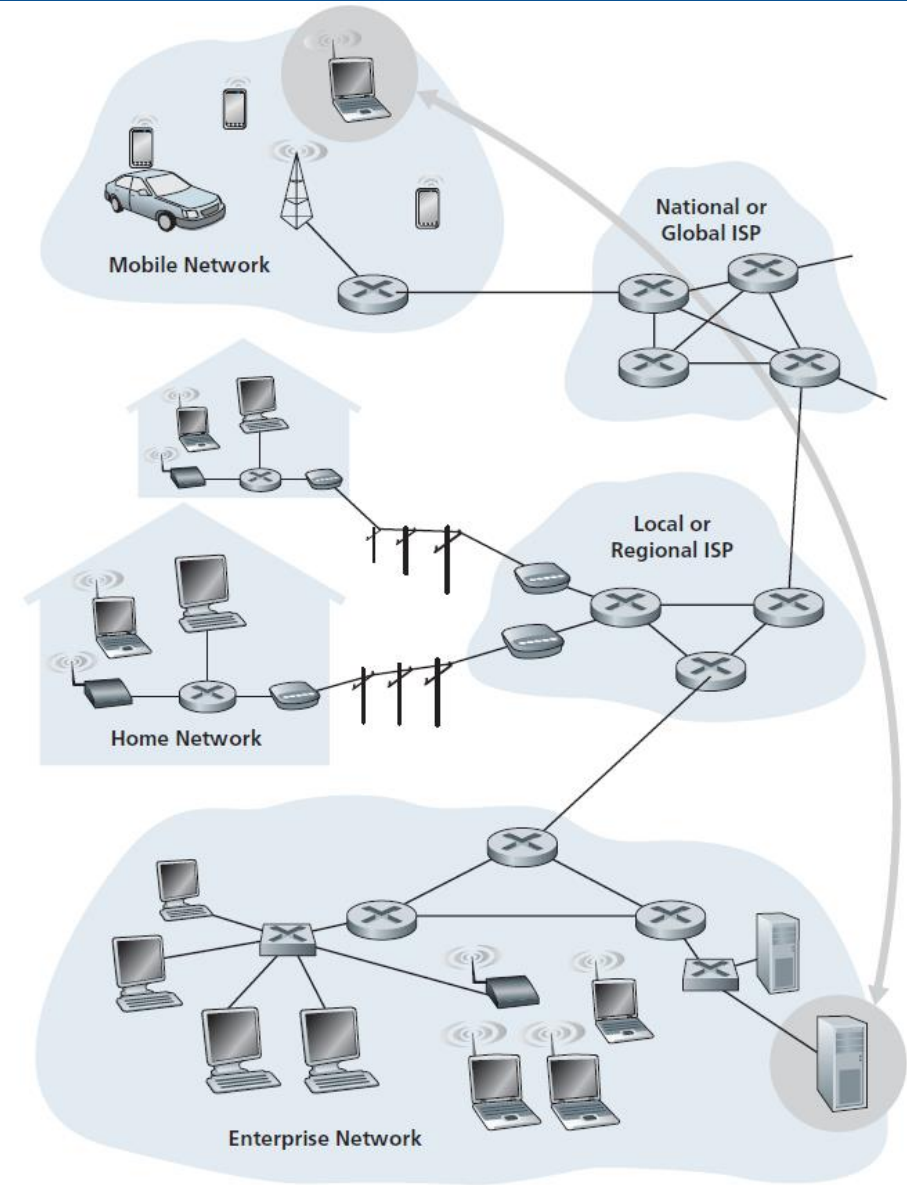 National or
Global ISP
Mobile Network
Local or
Regional ISP
Home Network
Enterprise Network